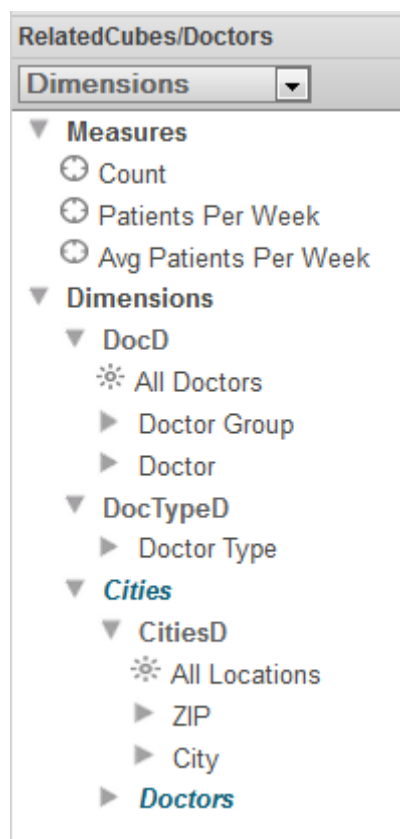 RelatedCubes/Doctors
Dimensions
Measures
Count
Patients Per Week
Avg Patients Per Week
Dimensions
DocD
All Doctors
Doctor Group
Doctor
DocTypeD
Doctor Type
Cities
CitiesD
All Locations
ZIP
City
Doctors